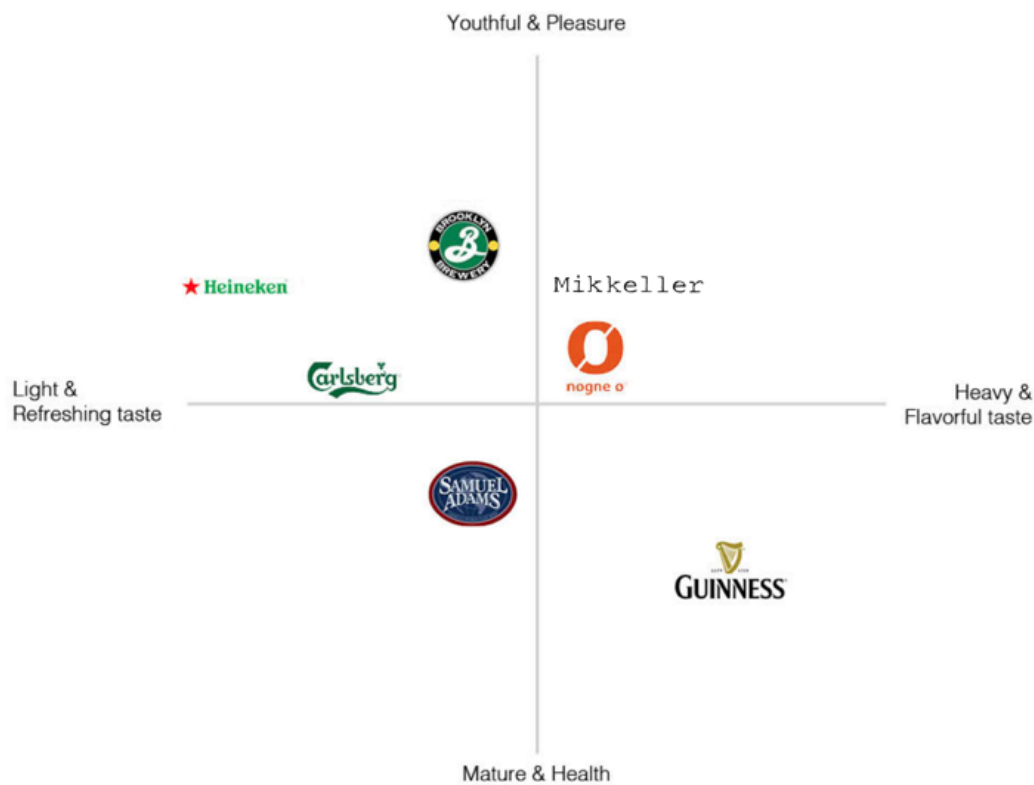 Youthful & Pleasure
BROOKLYN
B
BREWERY
Heineken
Mikkeller
Carlsberg
nøgne ø
Light &
Refreshing taste
Heavy &
Flavorful taste
SAMUEL
ADAMS
GUINNESS
Mature & Health